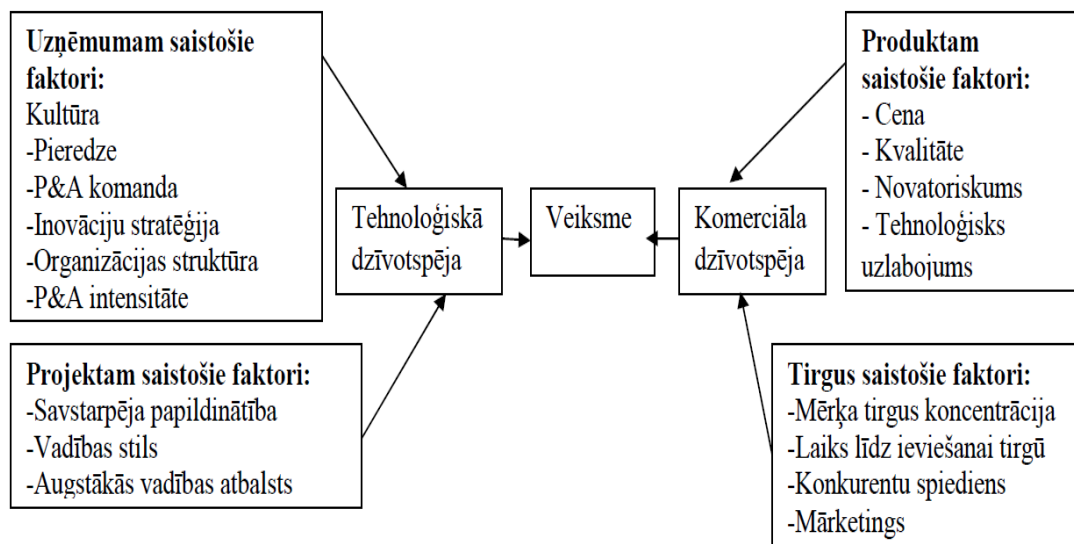 Uzņēmumam saistošie
faktori:
Kultūra
-Pieredze
-P&A komanda
-Inovāciju stratēģija
-Organizācijas struktūra
-P&A intensitāte
Produktam
saistošie faktori:
- Cena
- Kvalitāte
- Novatoriskums
- Tehnoloģisks
uzlabojums
Tehnoloģiskā
dzīvotspēja
Veiksme
Komerciāla
dzīvotspēja
Projektam saistošie faktori:
-Savstarpēja papildinātība
-Vadības stils
-Augstākās vadības atbalsts
Tirgus saistošie faktori:
-Mērķa tirgus koncentrācija
-Laiks līdz ieviešanai tirgū
-Konkurentu spiediens
-Mārketings